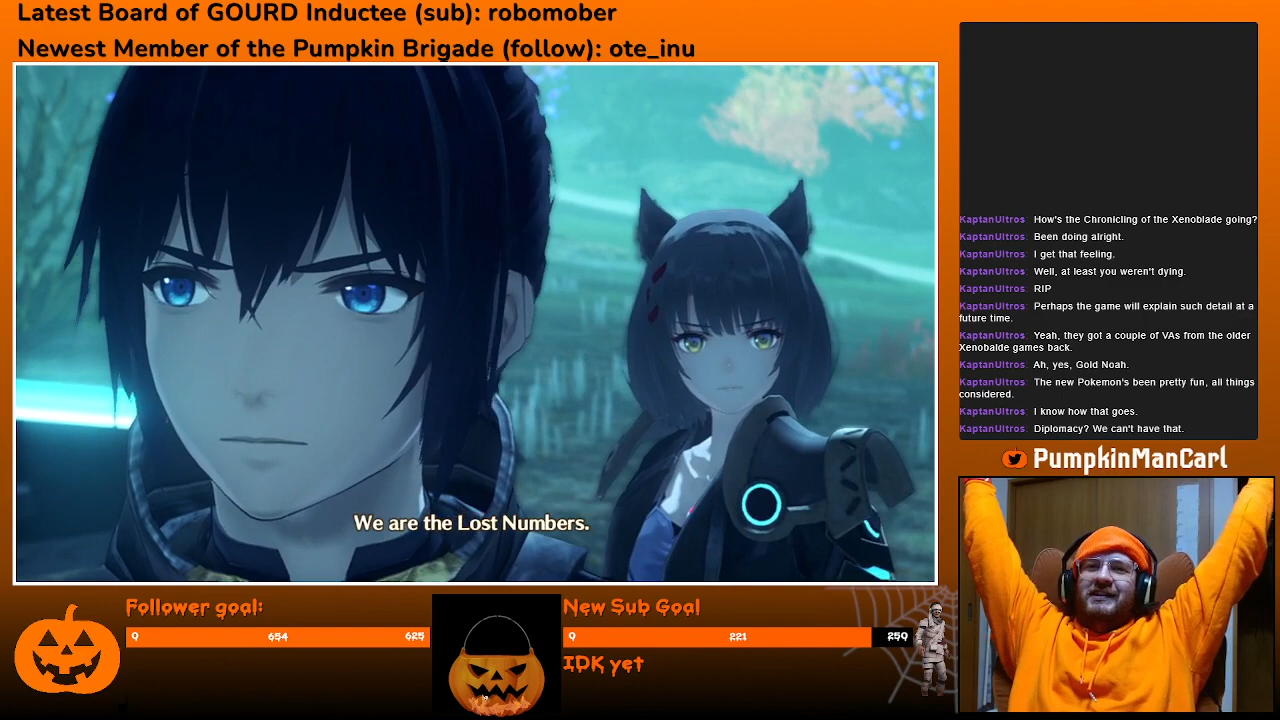 Latest Board of GOURD Inductee (sub): robomober
Newest Member of the Pumpkin Brigade (follow): ote_inu
We are the Lost Numbers.
KaptanUltros: How's the Chronicling of the Xenoblade going?
KaptanUltros: Been doing alright.
KaptanUltros: I get that feeling.
KaptanUltros: Well, at least you weren't dying.
KaptanUltros: RIP
KaptanUltros: Perhaps the game will explain such detail at a
future time.
KaptanUltros: Yeah, they got a couple of VAs from the older
Xenobalde games back.
KaptanUltros: Ah, yes, Gold Noah.
KaptanUltros: The new Pokemon's been pretty fun, all things
considered.
KaptanUltros: I know how that goes.
KaptanUltros: Diplomacy? We can't have that.
PumpkinManCarl
Follower goal:
0 654 625
New Sub Goal
0 221 250
IDK yet